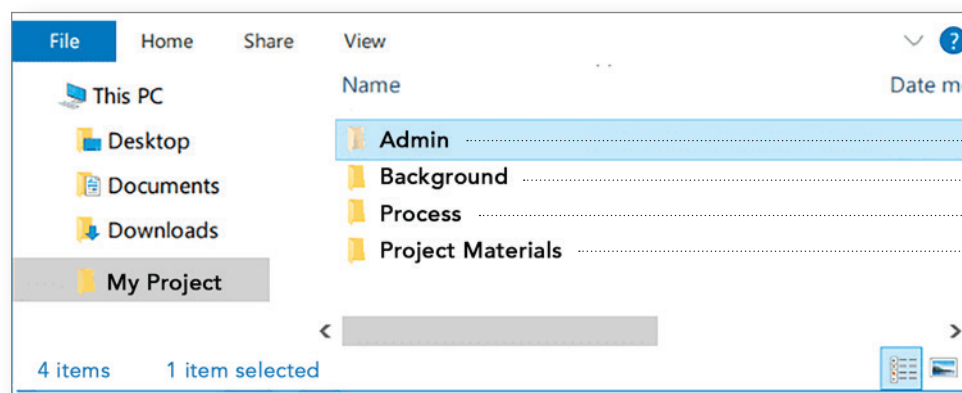 File Home Share View ?
Name Date m
This PC
Desktop
Documents
Downloads
My Project
Admin
Background
Process
Project Materials
4 items 1 item selected